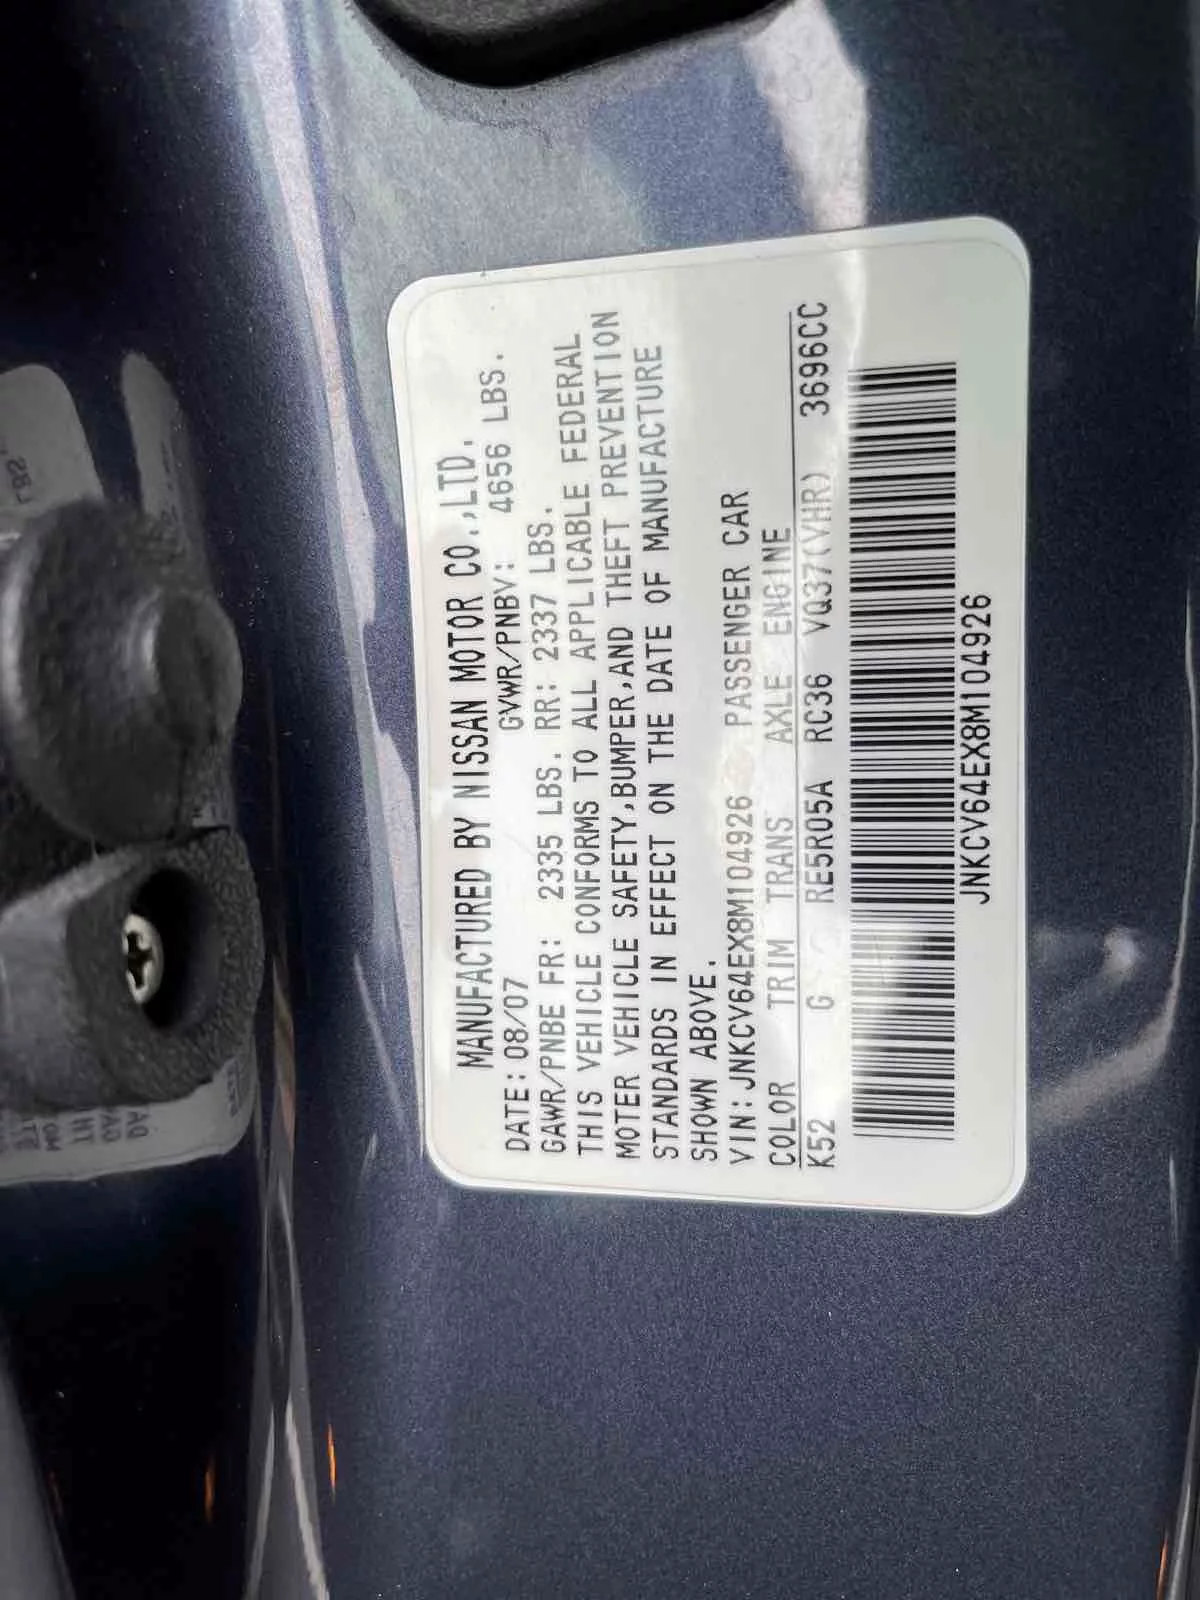 MANUFACTURED BY NISSAN MOTOR CO.,LTD.
DATE:08/07 GVWR/PNBV: 4656 LBS.
GAWR/PNBE FR: 2335 LBS. RR: 2337 LBS.
THIS VEHICLE CONFORMS TO ALL APPLICABLE FEDERAL
MOTER VEHICLE SAFETY,BUMPER,AND THEFT PREVENTION
STANDARDS IN EFFECT ON THE DATE OF MANUFACTURE
SHOWN ABOVE.
VIN:JNKCV64EX8M104926 PASSENGER CAR
COLOR TRIM TRANS AXLE ENGINE
K52 G RE5R05A RC36 VQ37(VHR) 3696CC
JNKCV64EX8M104926